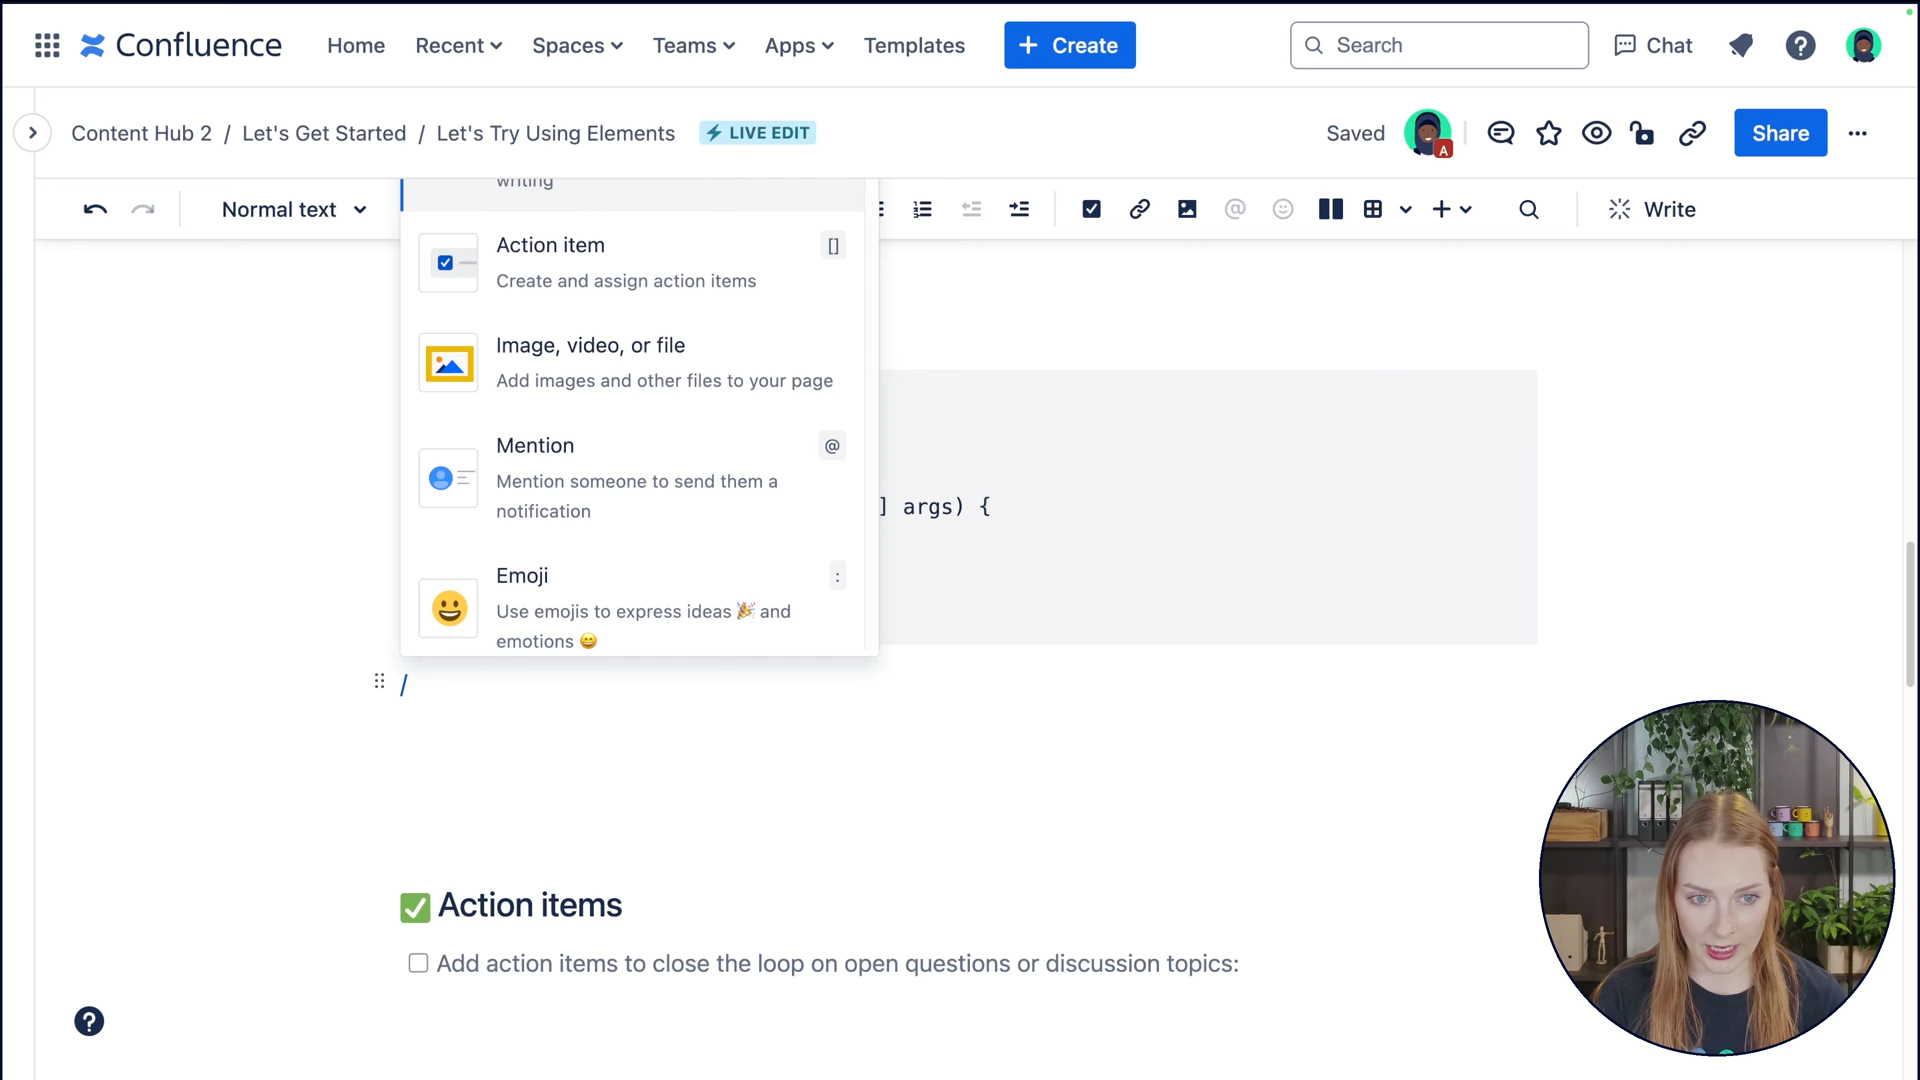 Confluence Home Recent Spaces Teams Apps Templates + Create Search Chat
Content Hub 2 / Let's Get Started / Let's Try Using Elements LIVE EDIT Saved A Share
Normal text Write
writing
Action item []
Create and assign action items
Image, video, or file
Add images and other files to your page
Mention @
Mention someone to send them a
notification
] args) {
Emoji :
Use emojis to express ideas 🎉 and
emotions 😄
/
✅ Action items
Add action items to close the loop on open questions or discussion topics: